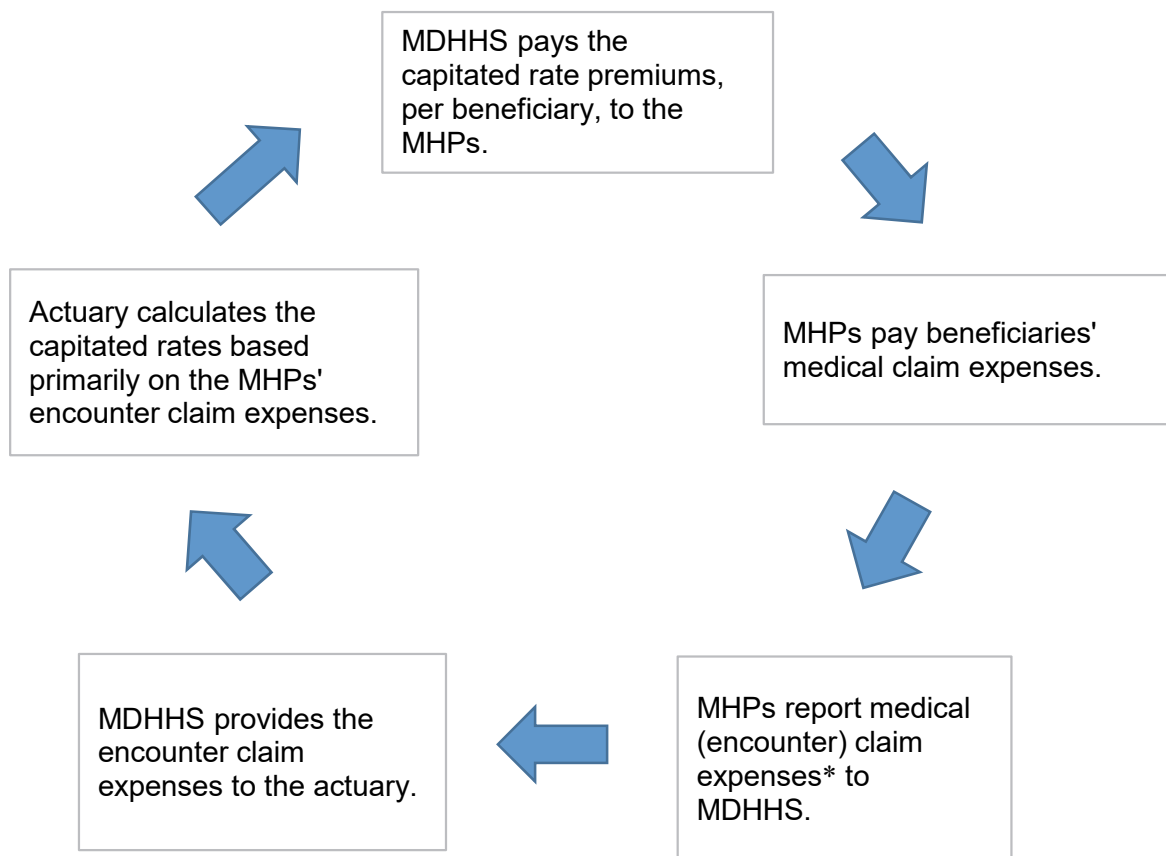 MDHHS pays the
capitated rate premiums,
per beneficiary, to the
MHPs.
MHPs pay beneficiaries'
medical claim expenses.
MHPs report medical
(encounter) claim
expenses* to
MDHHS.
MDHHS provides the
encounter claim
expenses to the actuary.
Actuary calculates the
capitated rates based
primarily on the MHPs'
encounter claim expenses.